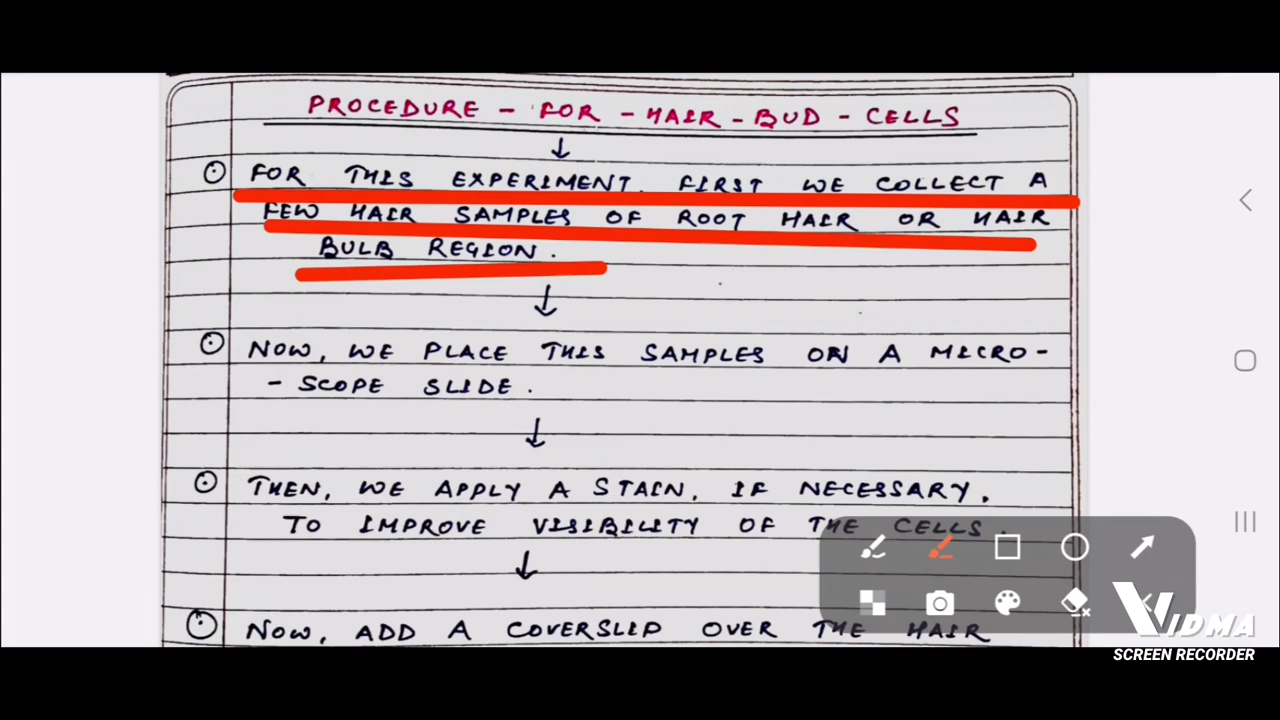 PROCEDURE - FOR - HAIR - BUD - CELLS
FOR THIS EXPERIMENT. FIRST WE COLLECT A
FEW HAIR SAMPLES OF ROOT HAIR OR HAIR
BULB REGION.
NOW, WE PLACE THIS SAMPLES ON A MICRO-
- SCOPE SLIDE.
THEN, WE APPLY A STAIN, IF NECESSARY,
TO IMPROVE VISIBILITY OF THE CELLS.
NOW, ADD A COVERSLIP OVER THE HAIR
VIDMA
SCREEN RECORDER